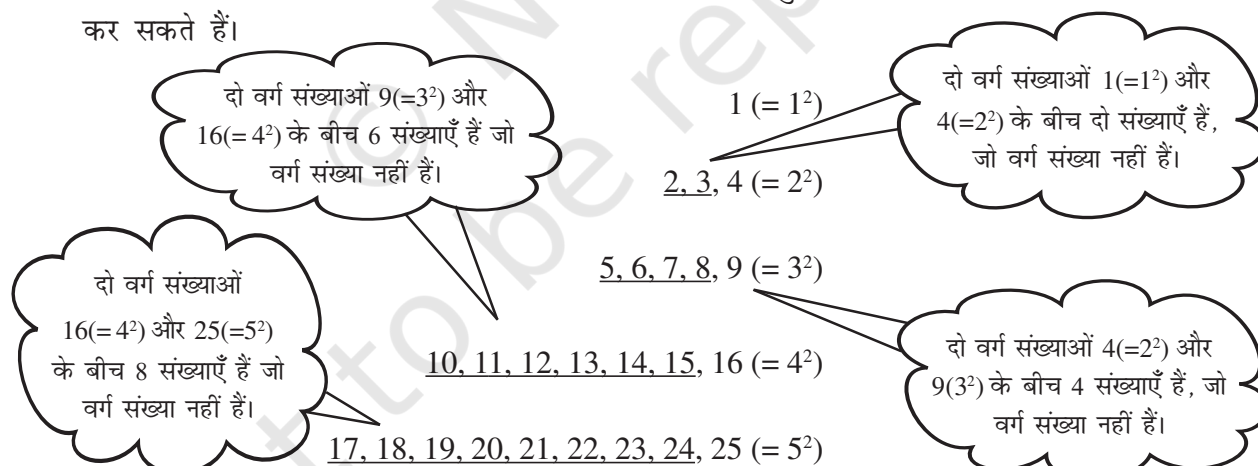 कर सकते हैं।
दो वर्ग संख्याओं 9(=3²) और
16(= 4²) के बीच 6 संख्याएँ हैं जो
वर्ग संख्या नहीं हैं।
1 (= 1²)
दो वर्ग संख्याओं 1(=1²) और
4(=2²) के बीच दो संख्याएँ हैं,
जो वर्ग संख्या नहीं हैं।
2, 3, 4 (= 2²)
दो वर्ग संख्याओं
16(= 4²) और 25(=5²)
के बीच 8 संख्याएँ हैं जो
वर्ग संख्या नहीं हैं।
5, 6, 7, 8, 9 (= 3²)
दो वर्ग संख्याओं 4(=2²) और
9(3²) के बीच 4 संख्याएँ हैं, जो
वर्ग संख्या नहीं हैं।
10, 11, 12, 13, 14, 15, 16 (= 4²)
17, 18, 19, 20, 21, 22, 23, 24, 25 (= 5²)
© N
to be rep